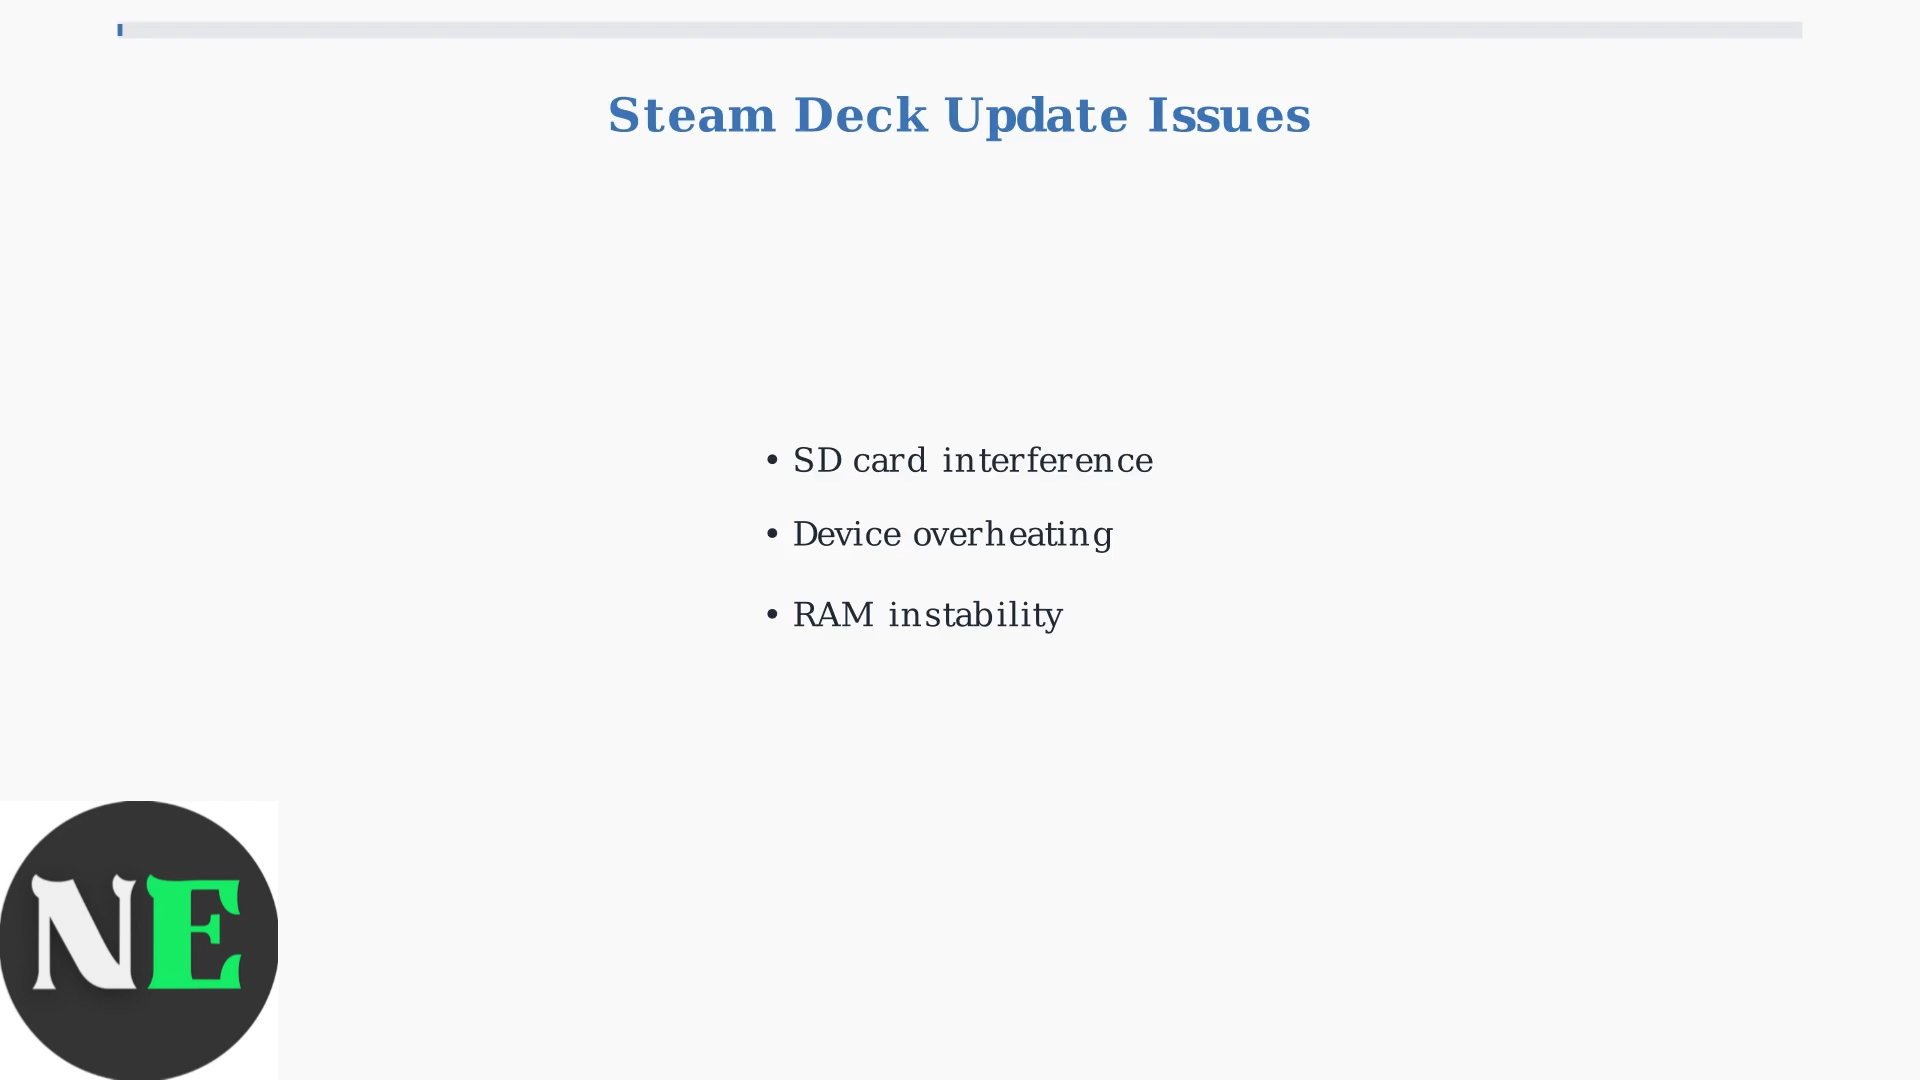 Steam Deck Update Issues
• SD card interference
• Device overheating
• RAM instability
NE